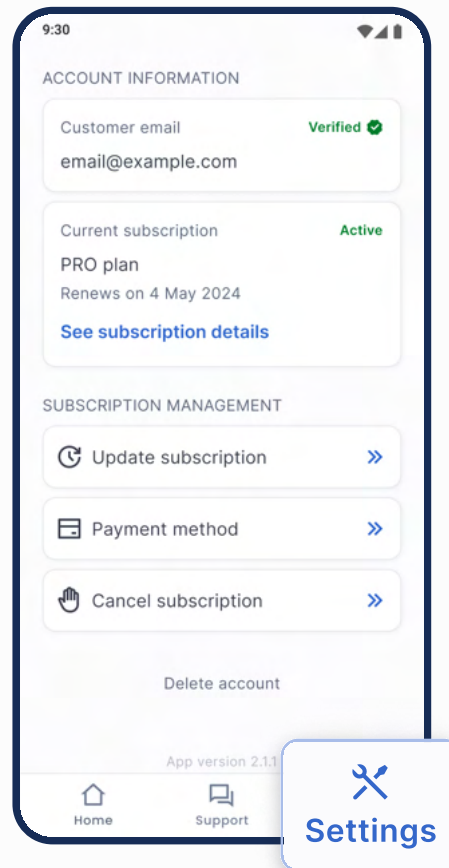 9:30
ACCOUNT INFORMATION
Customer email Verified
email@example.com
Current subscription Active
PRO plan
Renews on 4 May 2024
See subscription details
SUBSCRIPTION MANAGEMENT
Update subscription
Payment method
Cancel subscription
Delete account
App version 2.1.1
Home Support Settings